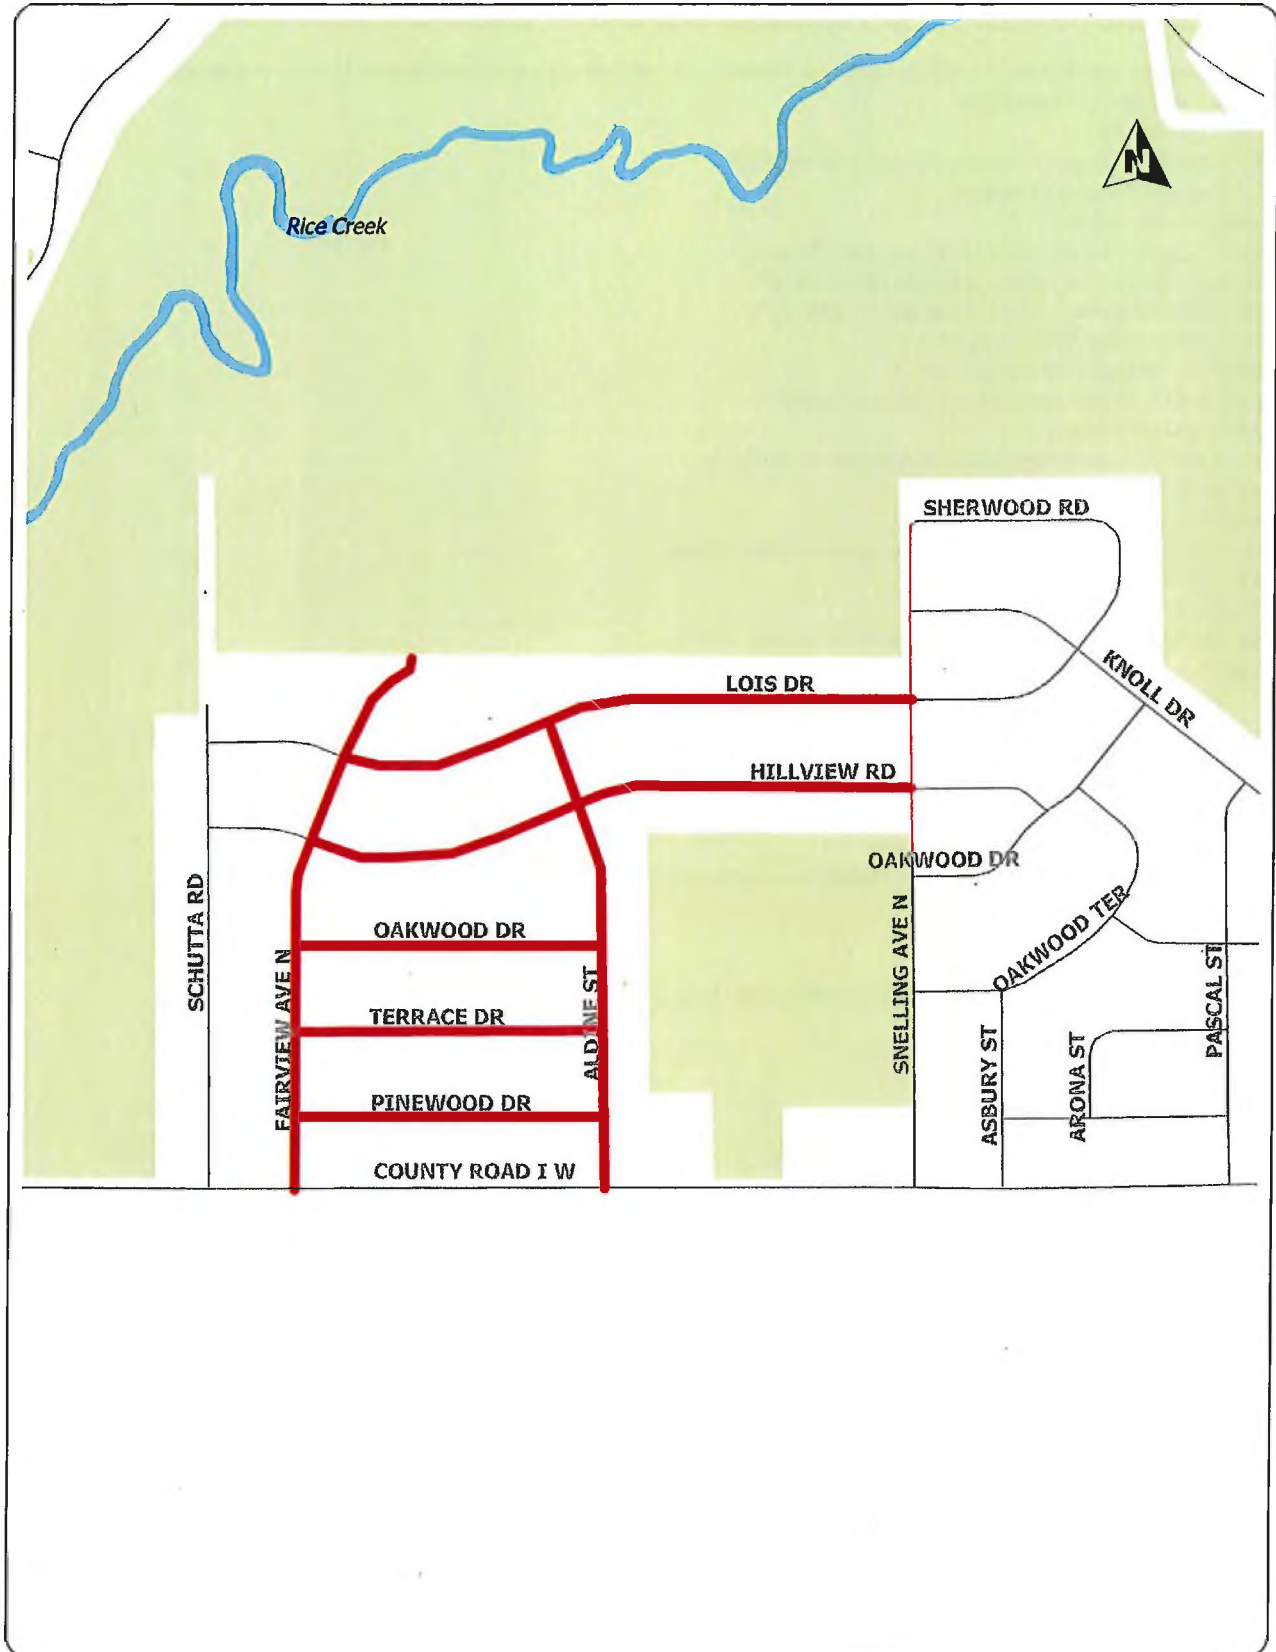 N
Rice Creek
SHERWOOD RD
KNOLL DR
LOIS DR
HILLVIEW RD
OAKWOOD DR
SCHUTTA RD
FAIRVIEW AVE N
OAKWOOD DR
TERRACE DR
PINEWOOD DR
COUNTY ROAD I W
ALDINE ST
SNELLING AVE N
OAKWOOD TER
ASBURY ST
ARONA ST
PASCAL ST